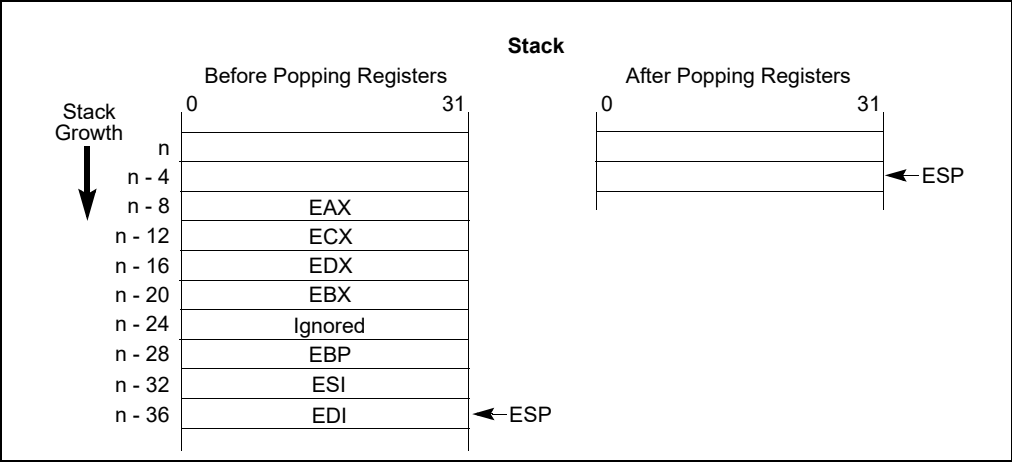 Stack
Before Popping Registers After Popping Registers
0 31 0 31
Stack
Growth
n
n - 4 ESP
n - 8 EAX
n - 12 ECX
n - 16 EDX
n - 20 EBX
n - 24 Ignored
n - 28 EBP
n - 32 ESI
n - 36 EDI ESP